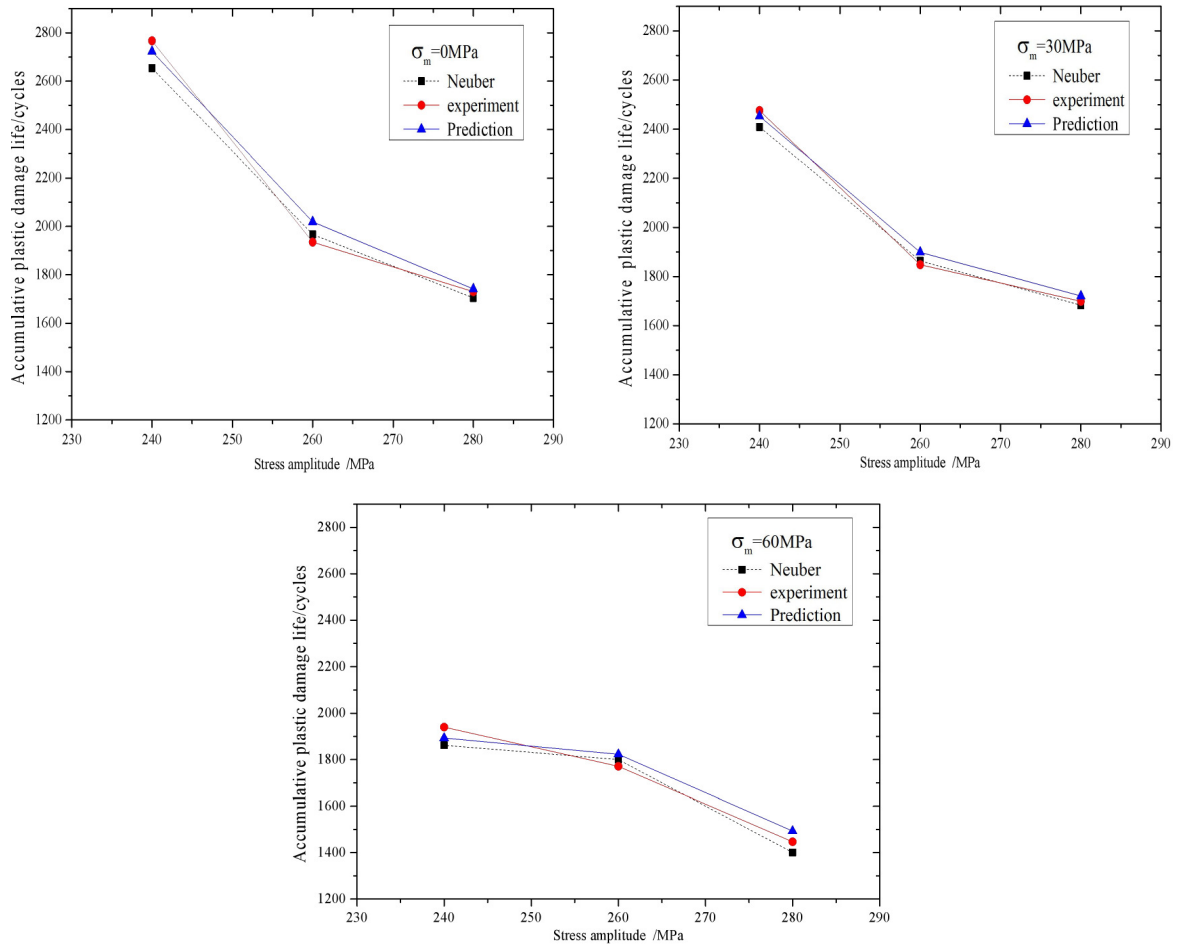 Accumulative plastic damage life/cycles
2800
2600
2400
2200
2000
1800
1600
1400
1200
230 240 250 260 270 280 290
Stress amplitude /MPa
σm=0MPa
Neuber
experiment
Prediction
Accumulative plastic damage life/cycles
2800
2600
2400
2200
2000
1800
1600
1400
1200
230 240 250 260 270 280 290
Stress amplitude /MPa
σm=30MPa
Neuber
experiment
Prediction
Accumulative plastic damage life/cycles
2800
2600
2400
2200
2000
1800
1600
1400
1200
230 240 250 260 270 280 290
Stress amplitude /MPa
σm=60MPa
Neuber
experiment
Prediction